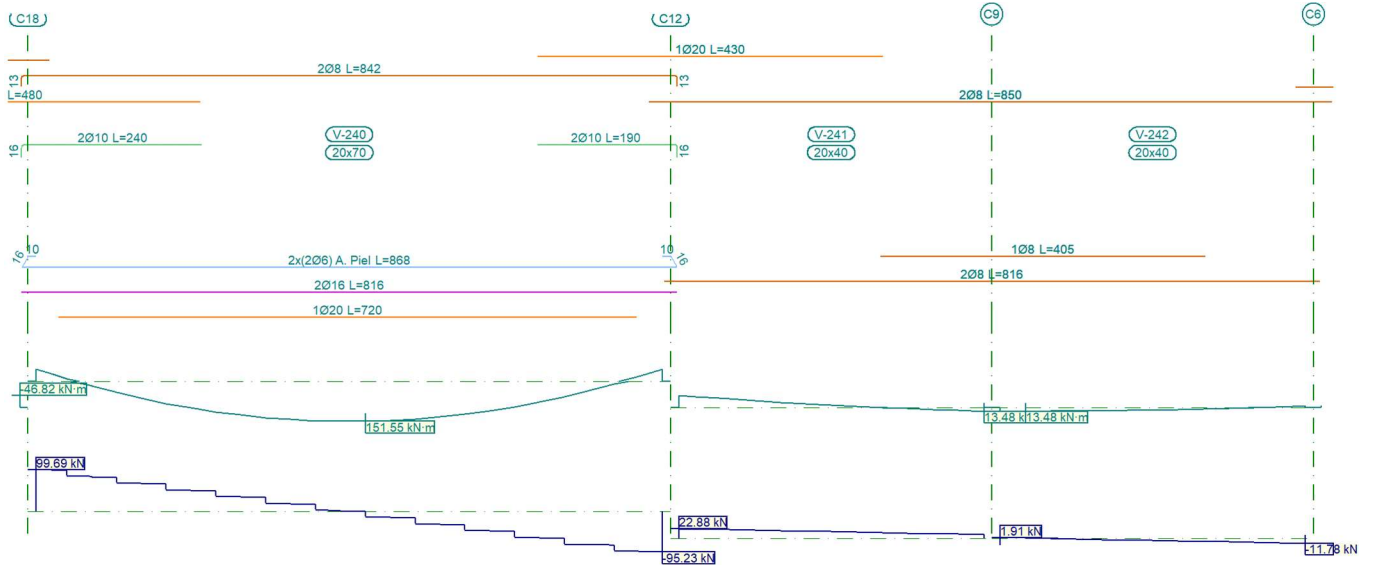 C18
C12
C9
C6
1Ø20 L=430
2Ø8 L=842
13
13
L=480
2Ø8 L=850
2Ø10 L=240
V-240
2Ø10 L=190
V-241
V-242
16
20x70
16
20x40
20x40
10
10
1Ø8 L=405
16
2x(2Ø6) A. Piel L=868
16
2Ø8 L=816
2Ø16 L=816
1Ø20 L=720
-46.82 kN·m
151.55 kN·m
13.48 k
13.48 kN·m
99.69 kN
22.88 kN
1.91 kN
-95.23 kN
-11.78 kN